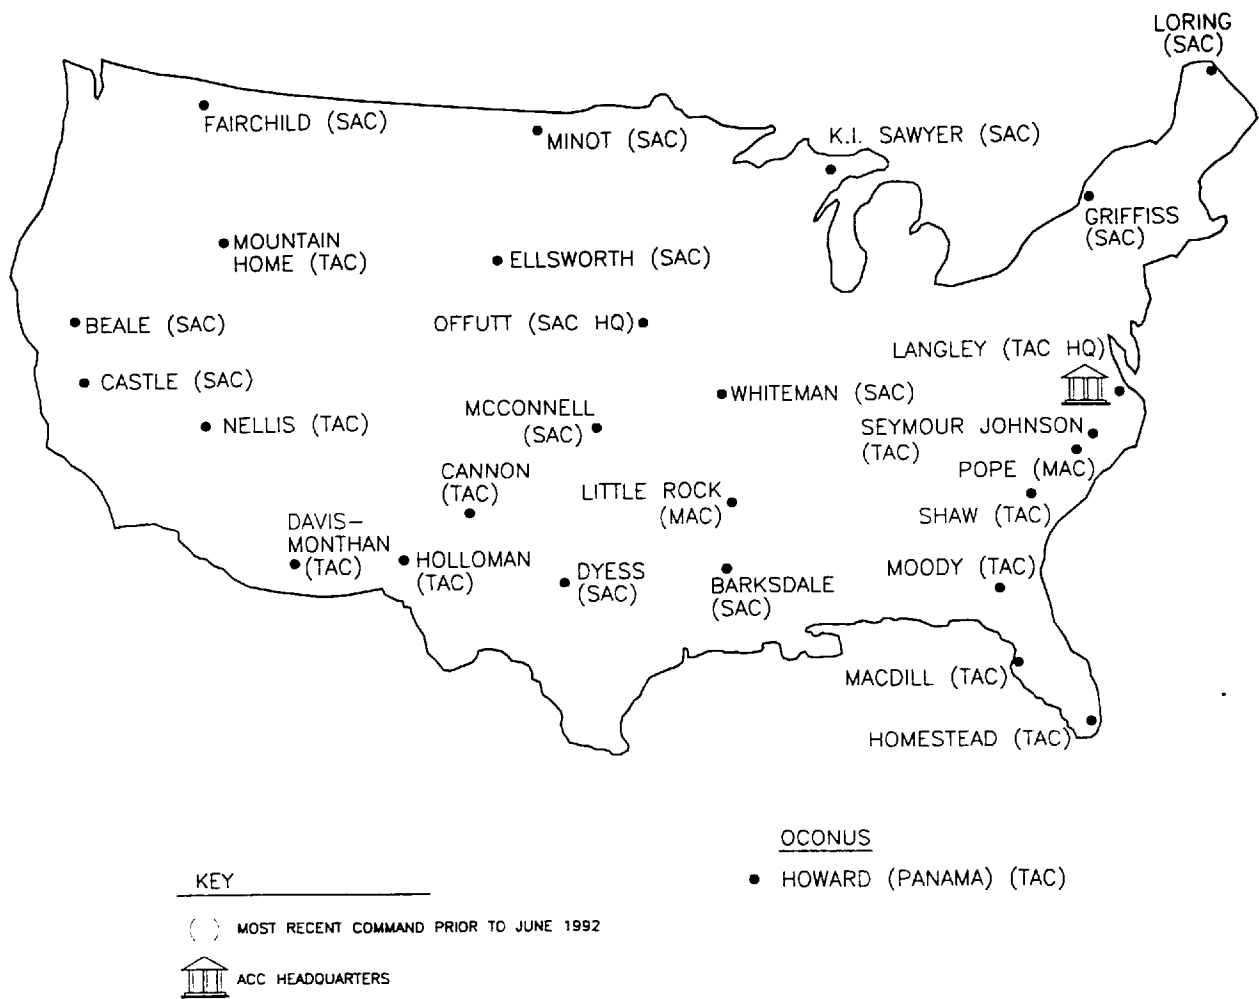 LORING
(SAC)
FAIRCHILD (SAC)
MINOT (SAC)
K.I. SAWYER (SAC)
GRIFFISS
(SAC)
MOUNTAIN
HOME (TAC)
ELLSWORTH (SAC)
BEALE (SAC)
OFFUTT (SAC HQ)
LANGLEY (TAC HQ)
CASTLE (SAC)
WHITEMAN (SAC)
NELLIS (TAC)
MCCONNELL
(SAC)
SEYMOUR JOHNSON
(TAC)
POPE (MAC)
CANNON
(TAC)
LITTLE ROCK
(MAC)
SHAW (TAC)
DAVIS-
MONTHAN
(TAC)
HOLLOMAN
(TAC)
DYESS
(SAC)
BARKSDALE
(SAC)
MOODY (TAC)
MACDILL (TAC)
HOMESTEAD (TAC)
OCONUS
HOWARD (PANAMA) (TAC)
KEY
( ) MOST RECENT COMMAND PRIOR TO JUNE 1992
ACC HEADQUARTERS